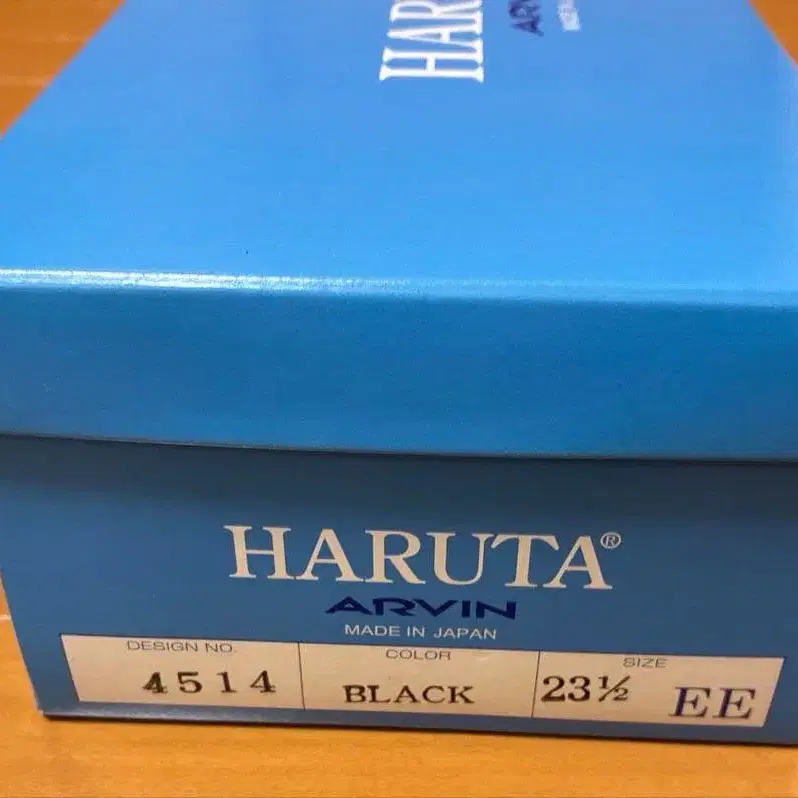 HARUTA®
ARVIN
MADE IN JAPAN
DESIGN NO. COLOR SIZE
4514 BLACK 23½ EE